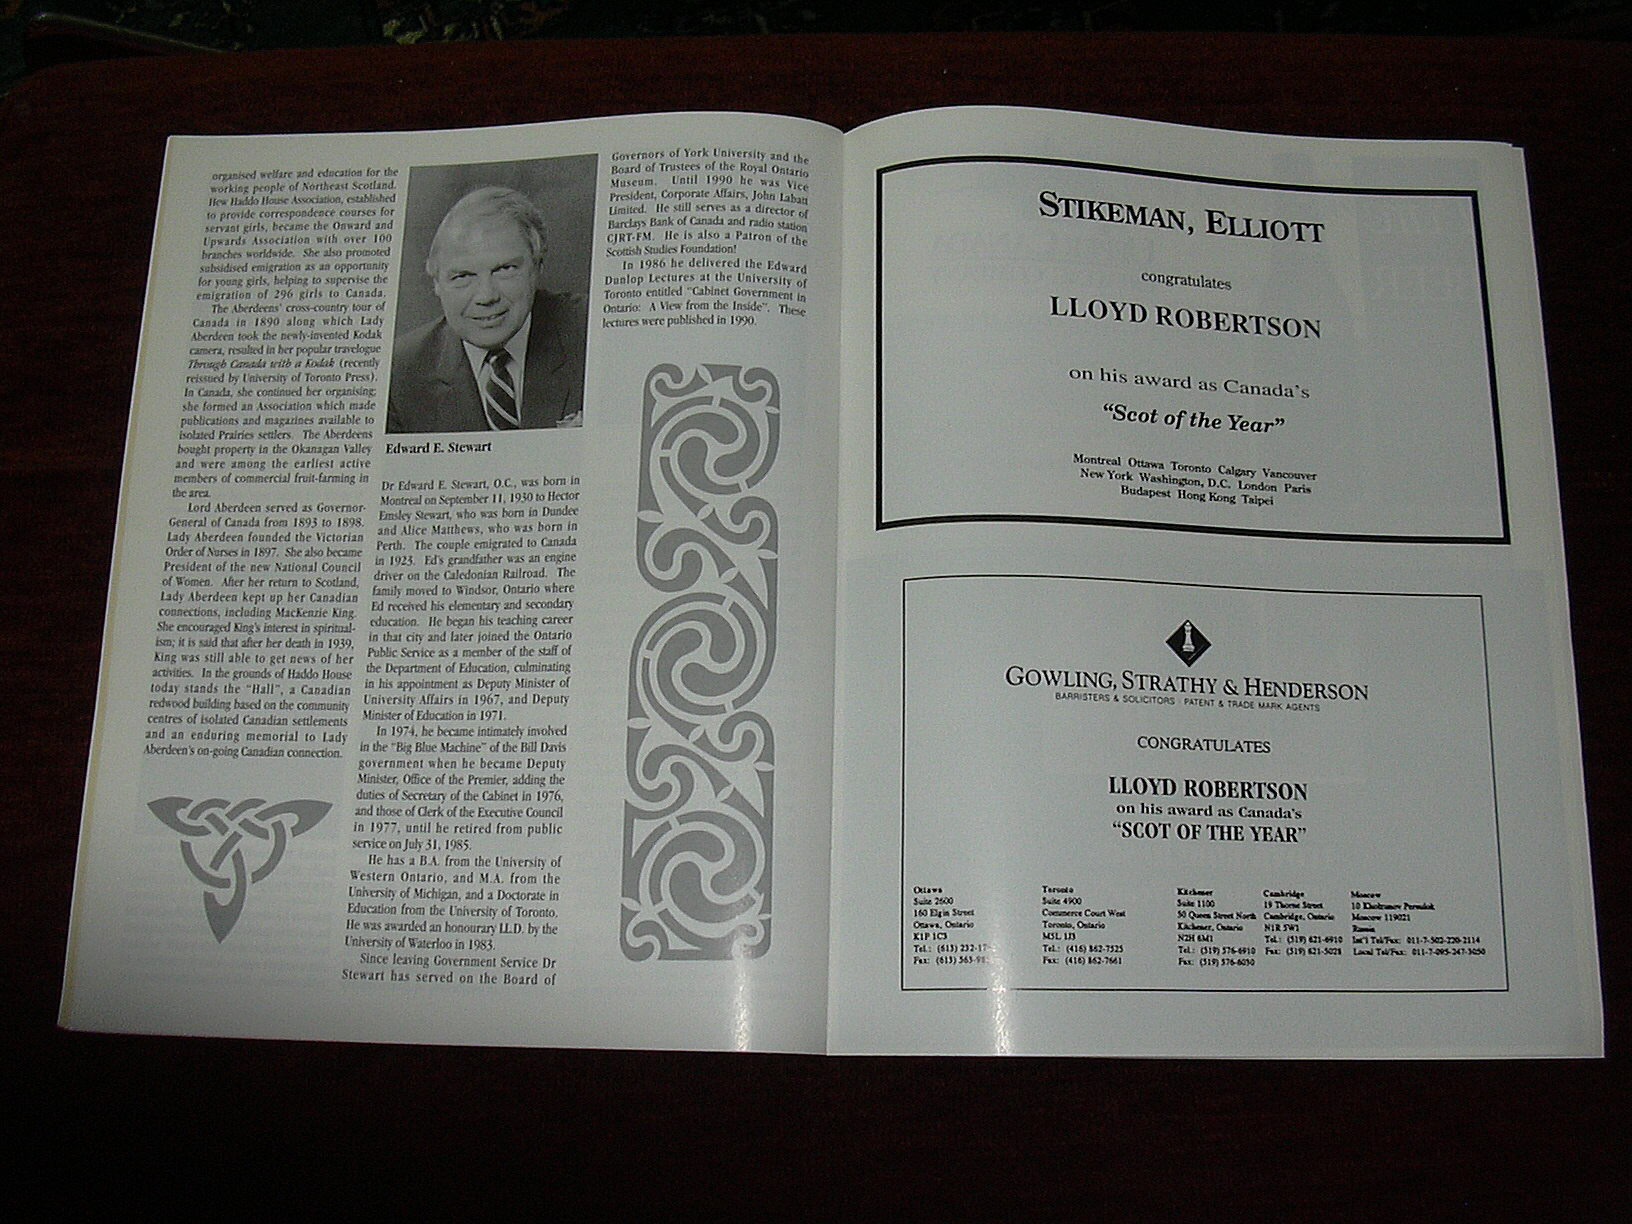 organised welfare and education for the
working people of Northeast Scotland.
Hew Haddo House Association, established
to provide correspondence courses for
servant girls, became the Onward and
Upwards Association with over 100
branches worldwide. She also promoted
subsidised emigration as an opportunity
for young girls, helping to supervise the
emigration of 296 girls to Canada.
The Aberdeens' cross-country tour of
Canada in 1890 along which Lady
Aberdeen took the newly-invented Kodak
camera, resulted in her popular travelogue
Through Canada with a Kodak (recently
reissued by University of Toronto Press).
In Canada, she continued her organising;
she formed an Association which made
publications and magazines available to
isolated Prairies settlers. The Aberdeens
bought property in the Okanagan Valley
and were among the earliest active
members of commercial fruit-farming in
the area.
Lord Aberdeen served as Governor-
General of Canada from 1893 to 1898.
Lady Aberdeen founded the Victorian
Order of Nurses in 1897. She also became
President of the new National Council
of Women. After her return to Scotland,
Lady Aberdeen kept up her Canadian
connections, including MacKenzie King.
She encouraged King's interest in spiritual-
ism; it is said that after her death in 1939,
King was still able to get news of her
activities. In the grounds of Haddo House
today stands the "Hall", a Canadian
redwood building based on the community
centres of isolated Canadian settlements
and an enduring memorial to Lady
Aberdeen's on-going Canadian connection.
Edward E. Stewart
Dr Edward E. Stewart, O.C., was born in
Montreal on September 11, 1930 to Hector
Emsley Stewart, who was born in Dundee
and Alice Matthews, who was born in
Perth. The couple emigrated to Canada
in 1923. Ed's grandfather was an engine
driver on the Caledonian Railroad. The
family moved to Windsor, Ontario where
Ed received his elementary and secondary
education. He began his teaching career
in that city and later joined the Ontario
Public Service as a member of the staff of
the Department of Education, culminating
in his appointment as Deputy Minister of
University Affairs in 1967, and Deputy
Minister of Education in 1971.
In 1974, he became intimately involved
in the "Big Blue Machine" of the Bill Davis
government when he became Deputy
Minister, Office of the Premier, adding the
duties of Secretary of the Cabinet in 1976,
and those of Clerk of the Executive Council
in 1977, until he retired from public
service on July 31, 1985.
He has a B.A. from the University of
Western Ontario, and M.A. from the
University of Michigan, and a Doctorate in
Education from the University of Toronto.
He was awarded an honourary LL.D. by the
University of Waterloo in 1983.
Since leaving Government Service Dr
Stewart has served on the Board of
Governors of York University and the
Board of Trustees of the Royal Ontario
Museum. Until 1990 he was Vice
President, Corporate Affairs, John Labatt
Limited. He still serves as a director of
Barclays Bank of Canada and radio station
CJRT-FM. He is also a Patron of the
Scottish Studies Foundation!
In 1986 he delivered the Edward
Dunlop Lectures at the University of
Toronto entitled "Cabinet Government in
Ontario: A View from the Inside". These
lectures were published in 1990.
STIKEMAN, ELLIOTT
congratulates
LLOYD ROBERTSON
on his award as Canada's
"Scot of the Year"
Montreal Ottawa Toronto Calgary Vancouver
New York Washington, D.C. London Paris
Budapest Hong Kong Taipei
GOWLING, STRATHY & HENDERSON
BARRISTERS & SOLICITORS PATENT & TRADE MARK AGENTS
CONGRATULATES
LLOYD ROBERTSON
on his award as Canada's
"SCOT OF THE YEAR"
Ottawa
Suite 2600
160 Elgin Street
Ottawa, Ontario
K1P 1C3
Tel.: (613) 232-17
Fax: (613) 563-98
Toronto
Suite 4900
Commerce Court West
Toronto, Ontario
M5L 1J3
Tel.: (416) 862-7525
Fax: (416) 862-7661
Kitchener
Suite 1100
50 Queen Street North
Kitchener, Ontario
N2H 6M1
Tel.: (519) 576-6910
Fax: (519) 576-6030
Cambridge
19 Thorne Street
Cambridge, Ontario
N1R 5W1
Tel.: (519) 621-6910
Fax: (519) 621-5028
Moscow
10 Kholzunov Pereulok
Moscow 119021
Russia
Int'l Tel/Fax: 011-7-502-220-2114
Local Tel/Fax: 011-7-095-247-3050